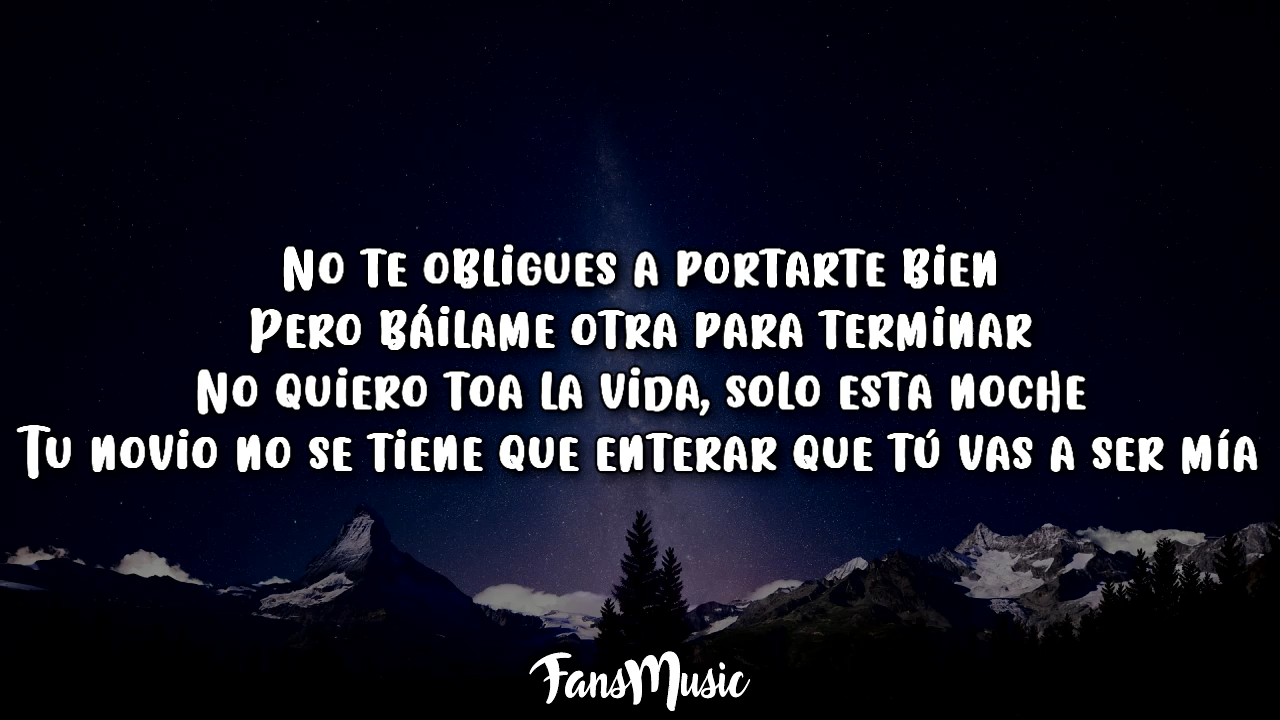 No te obligues a portarte bien
Pero báilame otra para terminar
No quiero toa la vida, solo esta noche
Tu novio no se tiene que enterar que tú vas a ser mía
FansMusic